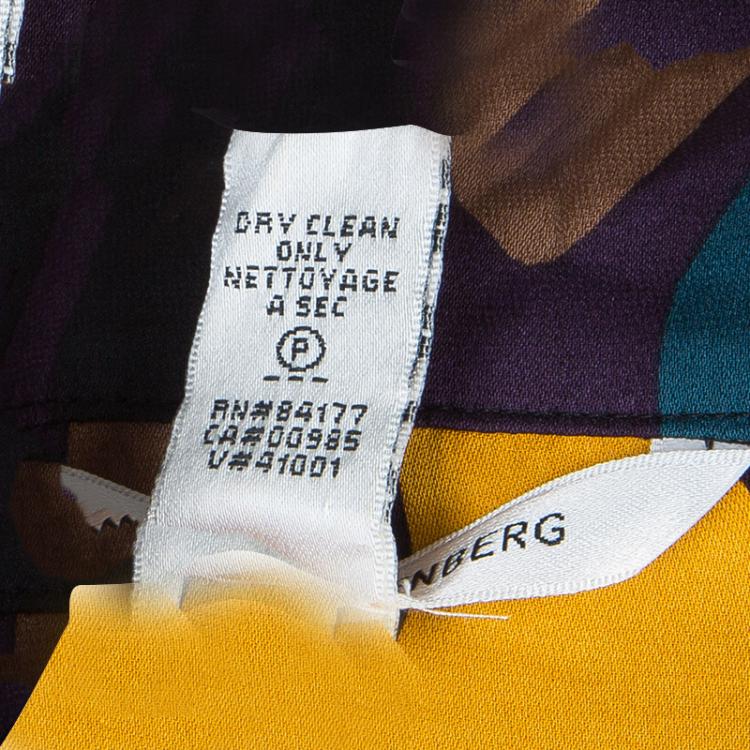 DRY CLEAN
ONLY
NETTOYAGE
A SEC
P
RN#84177
CA#00985
V#41001
NBERG